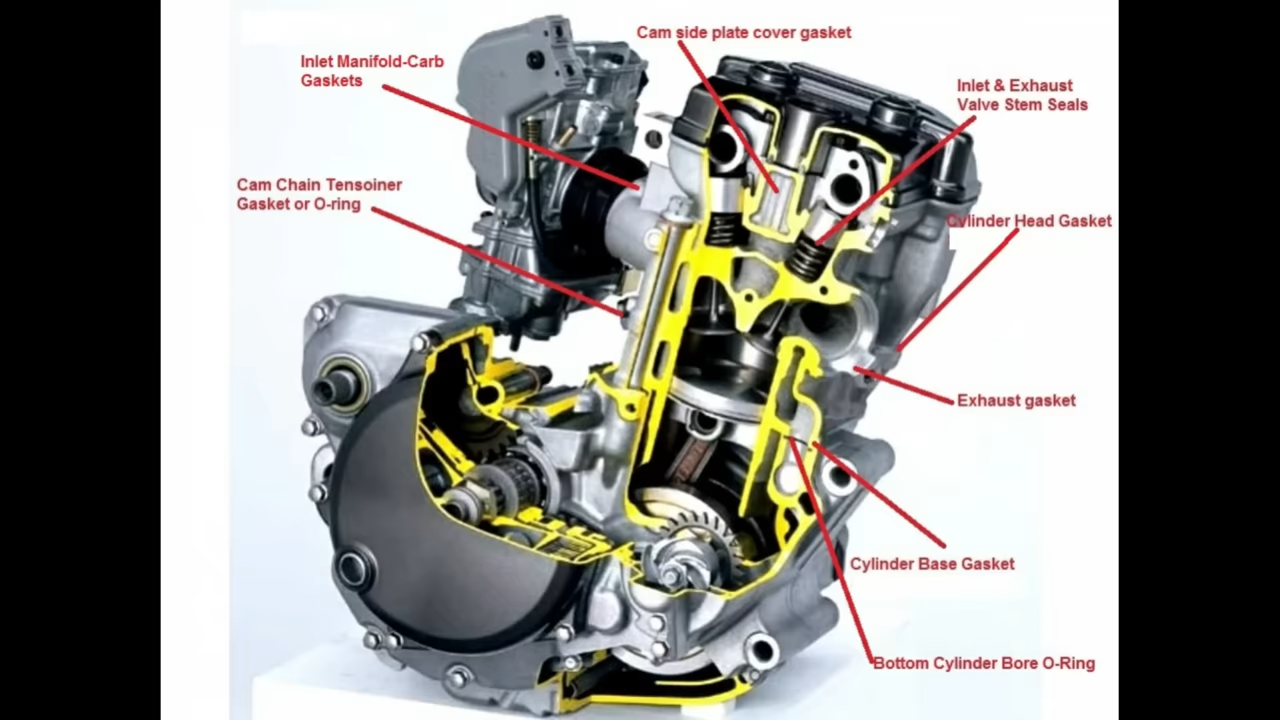 Cam side plate cover gasket
Inlet Manifold-Carb
Gaskets
Inlet & Exhaust
Valve Stem Seals
Cam Chain Tensoiner
Gasket or O-ring
Cylinder Head Gasket
Exhaust gasket
Cylinder Base Gasket
Bottom Cylinder Bore O-Ring